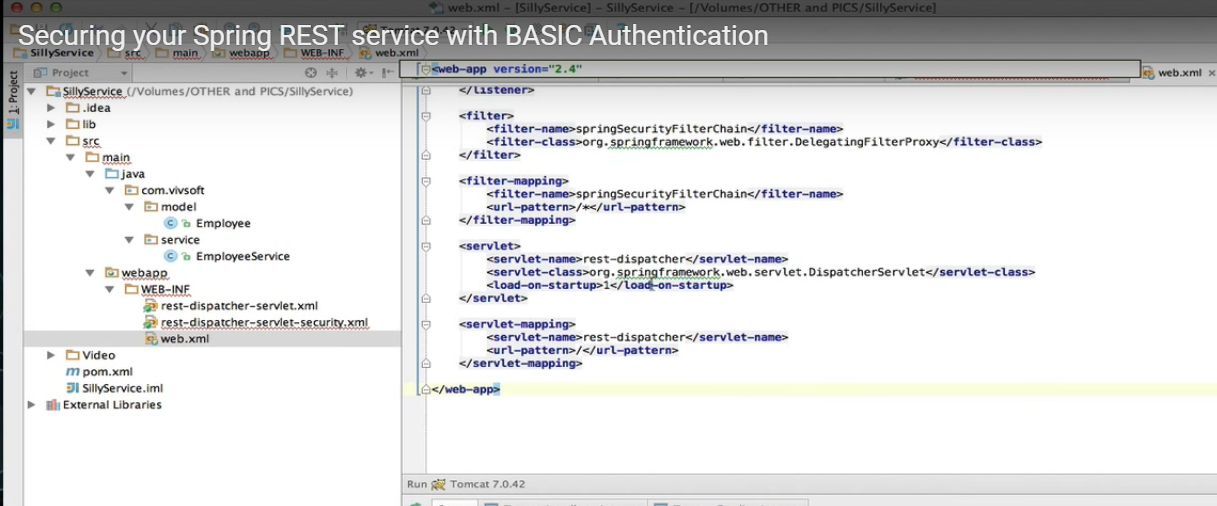 web.xml - [SillyService] - SillyService - [/Volumes/OTHER and PICS/SillyService]
Securing your Spring REST service with BASIC Authentication
SillyService src main webapp WEB-INF web.xml
1: Project
Project
SillyService (/Volumes/OTHER and PICS/SillyService)
.idea
lib
src
main
java
com.vivsoft
model
Employee
service
EmployeeService
webapp
WEB-INF
rest-dispatcher-servlet.xml
rest-dispatcher-servlet-security.xml
web.xml
Video
pom.xml
SillyService.iml
External Libraries
web.xml
<web-app version="2.4"
</listener>
<filter>
<filter-name>springSecurityFilterChain</filter-name>
<filter-class>org.springframework.web.filter.DelegatingFilterProxy</filter-class>
</filter>
<filter-mapping>
<filter-name>springSecurityFilterChain</filter-name>
<url-pattern>/*</url-pattern>
</filter-mapping>
<servlet>
<servlet-name>rest-dispatcher</servlet-name>
<servlet-class>org.springframework.web.servlet.DispatcherServlet</servlet-class>
<load-on-startup>1</load-on-startup>
</servlet>
<servlet-mapping>
<servlet-name>rest-dispatcher</servlet-name>
<url-pattern>/</url-pattern>
</servlet-mapping>
</web-app>
Run Tomcat 7.0.42